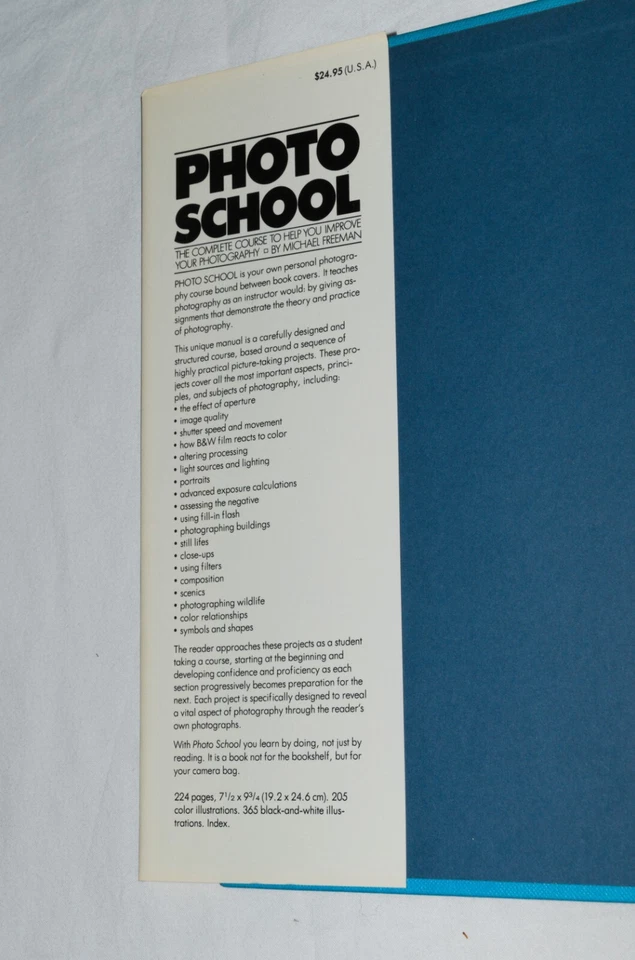 $24.95 (U.S.A.)
PHOTO
SCHOOL
THE COMPLETE COURSE TO HELP YOU IMPROVE
YOUR PHOTOGRAPHY □ BY MICHAEL FREEMAN
PHOTO SCHOOL is your own personal photogra-
phy course bound between book covers. It teaches
photography as an instructor would: by giving as-
signments that demonstrate the theory and practice
of photography.
This unique manual is a carefully designed and
structured course, based around a sequence of
highly practical picture-taking projects. These pro-
jects cover all the most important aspects, princi-
ples, and subjects of photography, including:
• the effect of aperture
• image quality
• shutter speed and movement
• how B&W film reacts to color
• altering processing
• light sources and lighting
• portraits
• advanced exposure calculations
• assessing the negative
• using fill-in flash
• photographing buildings
• still lifes
• close-ups
• using filters
• composition
• scenics
• photographing wildlife
• color relationships
• symbols and shapes
The reader approaches these projects as a student
taking a course, starting at the beginning and
developing confidence and proficiency as each
section progressively becomes preparation for the
next. Each project is specifically designed to reveal
a vital aspect of photography through the reader's
own photographs.
With Photo School you learn by doing, not just by
reading. It is a book not for the bookshelf, but for
your camera bag.
224 pages, 7 1/2 x 9 3/4 (19.2 x 24.6 cm). 205
color illustrations. 365 black-and-white illus-
trations. Index.